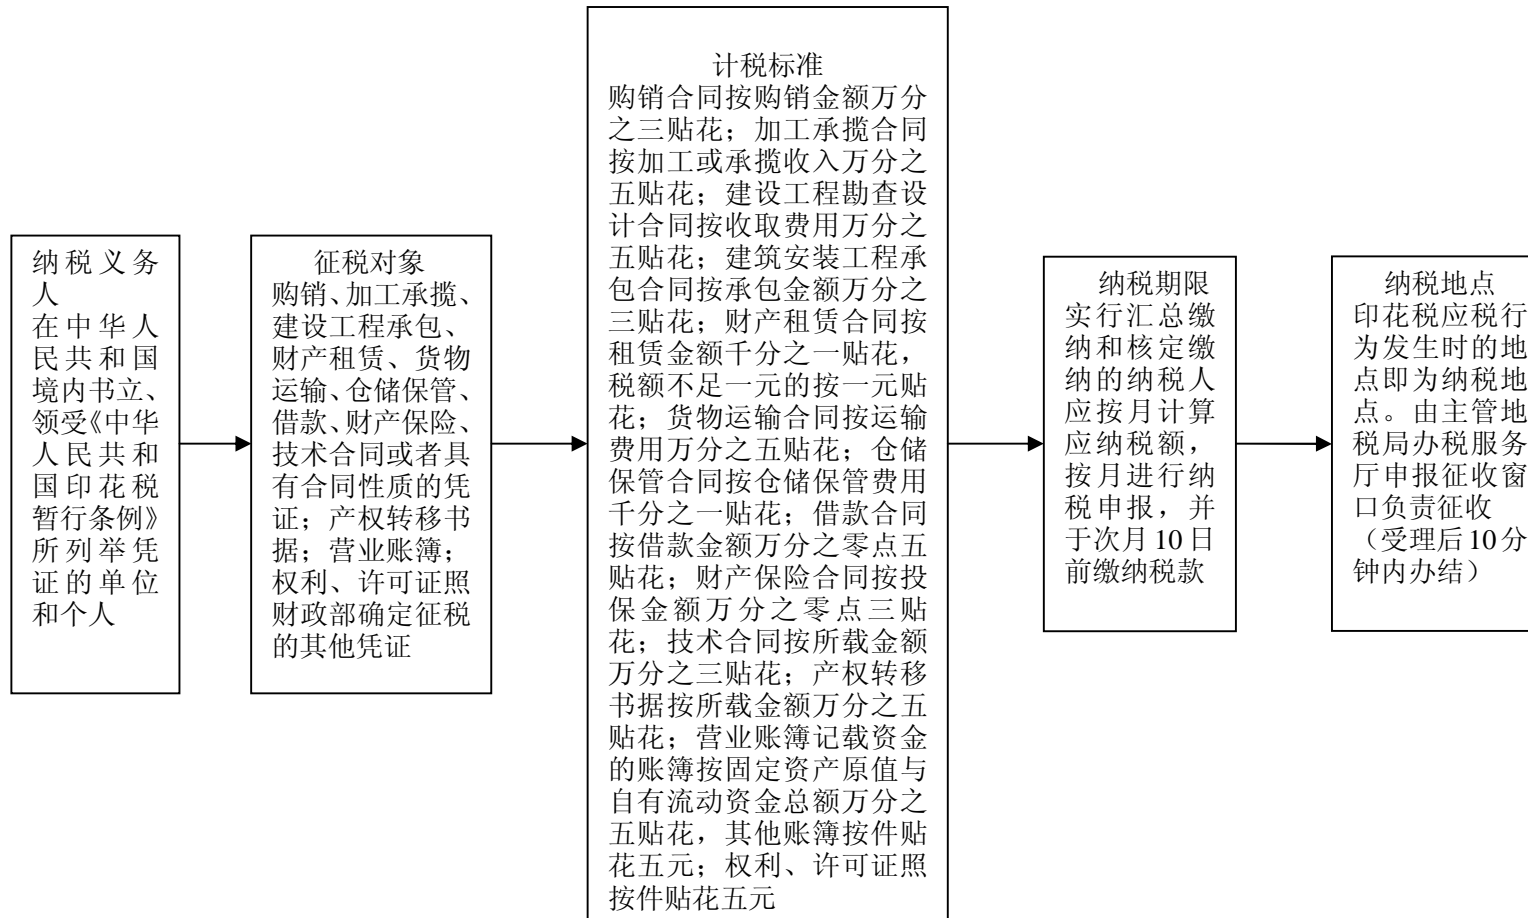 纳税义务
人
在中华人
民共和国
境内书立、
领受《中华
人民共和
国印花税
暂行条例》
所列举凭
证的单位
和个人
征税对象
购销、加工承揽、
建设工程承包、
财产租赁、货物
运输、仓储保管、
借款、财产保险、
技术合同或者具
有合同性质的凭
证；产权转移书
据；营业账簿；
权利、许可证照
财政部确定征税
的其他凭证
计税标准
购销合同按购销金额万分
之三贴花；加工承揽合同
按加工或承揽收入万分之
五贴花；建设工程勘查设
计合同按收取费用万分之
五贴花；建筑安装工程承
包合同按承包金额万分之
三贴花；财产租赁合同按
租赁金额千分之一贴花，
税额不足一元的按一元贴
花；货物运输合同按运输
费用万分之五贴花；仓储
保管合同按仓储保管费用
千分之一贴花；借款合同
按借款金额万分之零点五
贴花；财产保险合同按投
保金额万分之零点三贴
花；技术合同按所载金额
万分之三贴花；产权转移
书据按所载金额万分之五
贴花；营业账簿记载资金
的账簿按固定资产原值与
自有流动资金总额万分之
五贴花，其他账簿按件贴
花五元；权利、许可证照
按件贴花五元
纳税期限
实行汇总缴
纳和核定缴
纳的纳税人
应按月计算
应纳税额，
按月进行纳
税申报，并
于次月10日
前缴纳税款
纳税地点
印花税应税行
为发生时的地
点即为纳税地
点。由主管地
税局办税服务
厅申报征收窗
口负责征收
（受理后10分
钟内办结）